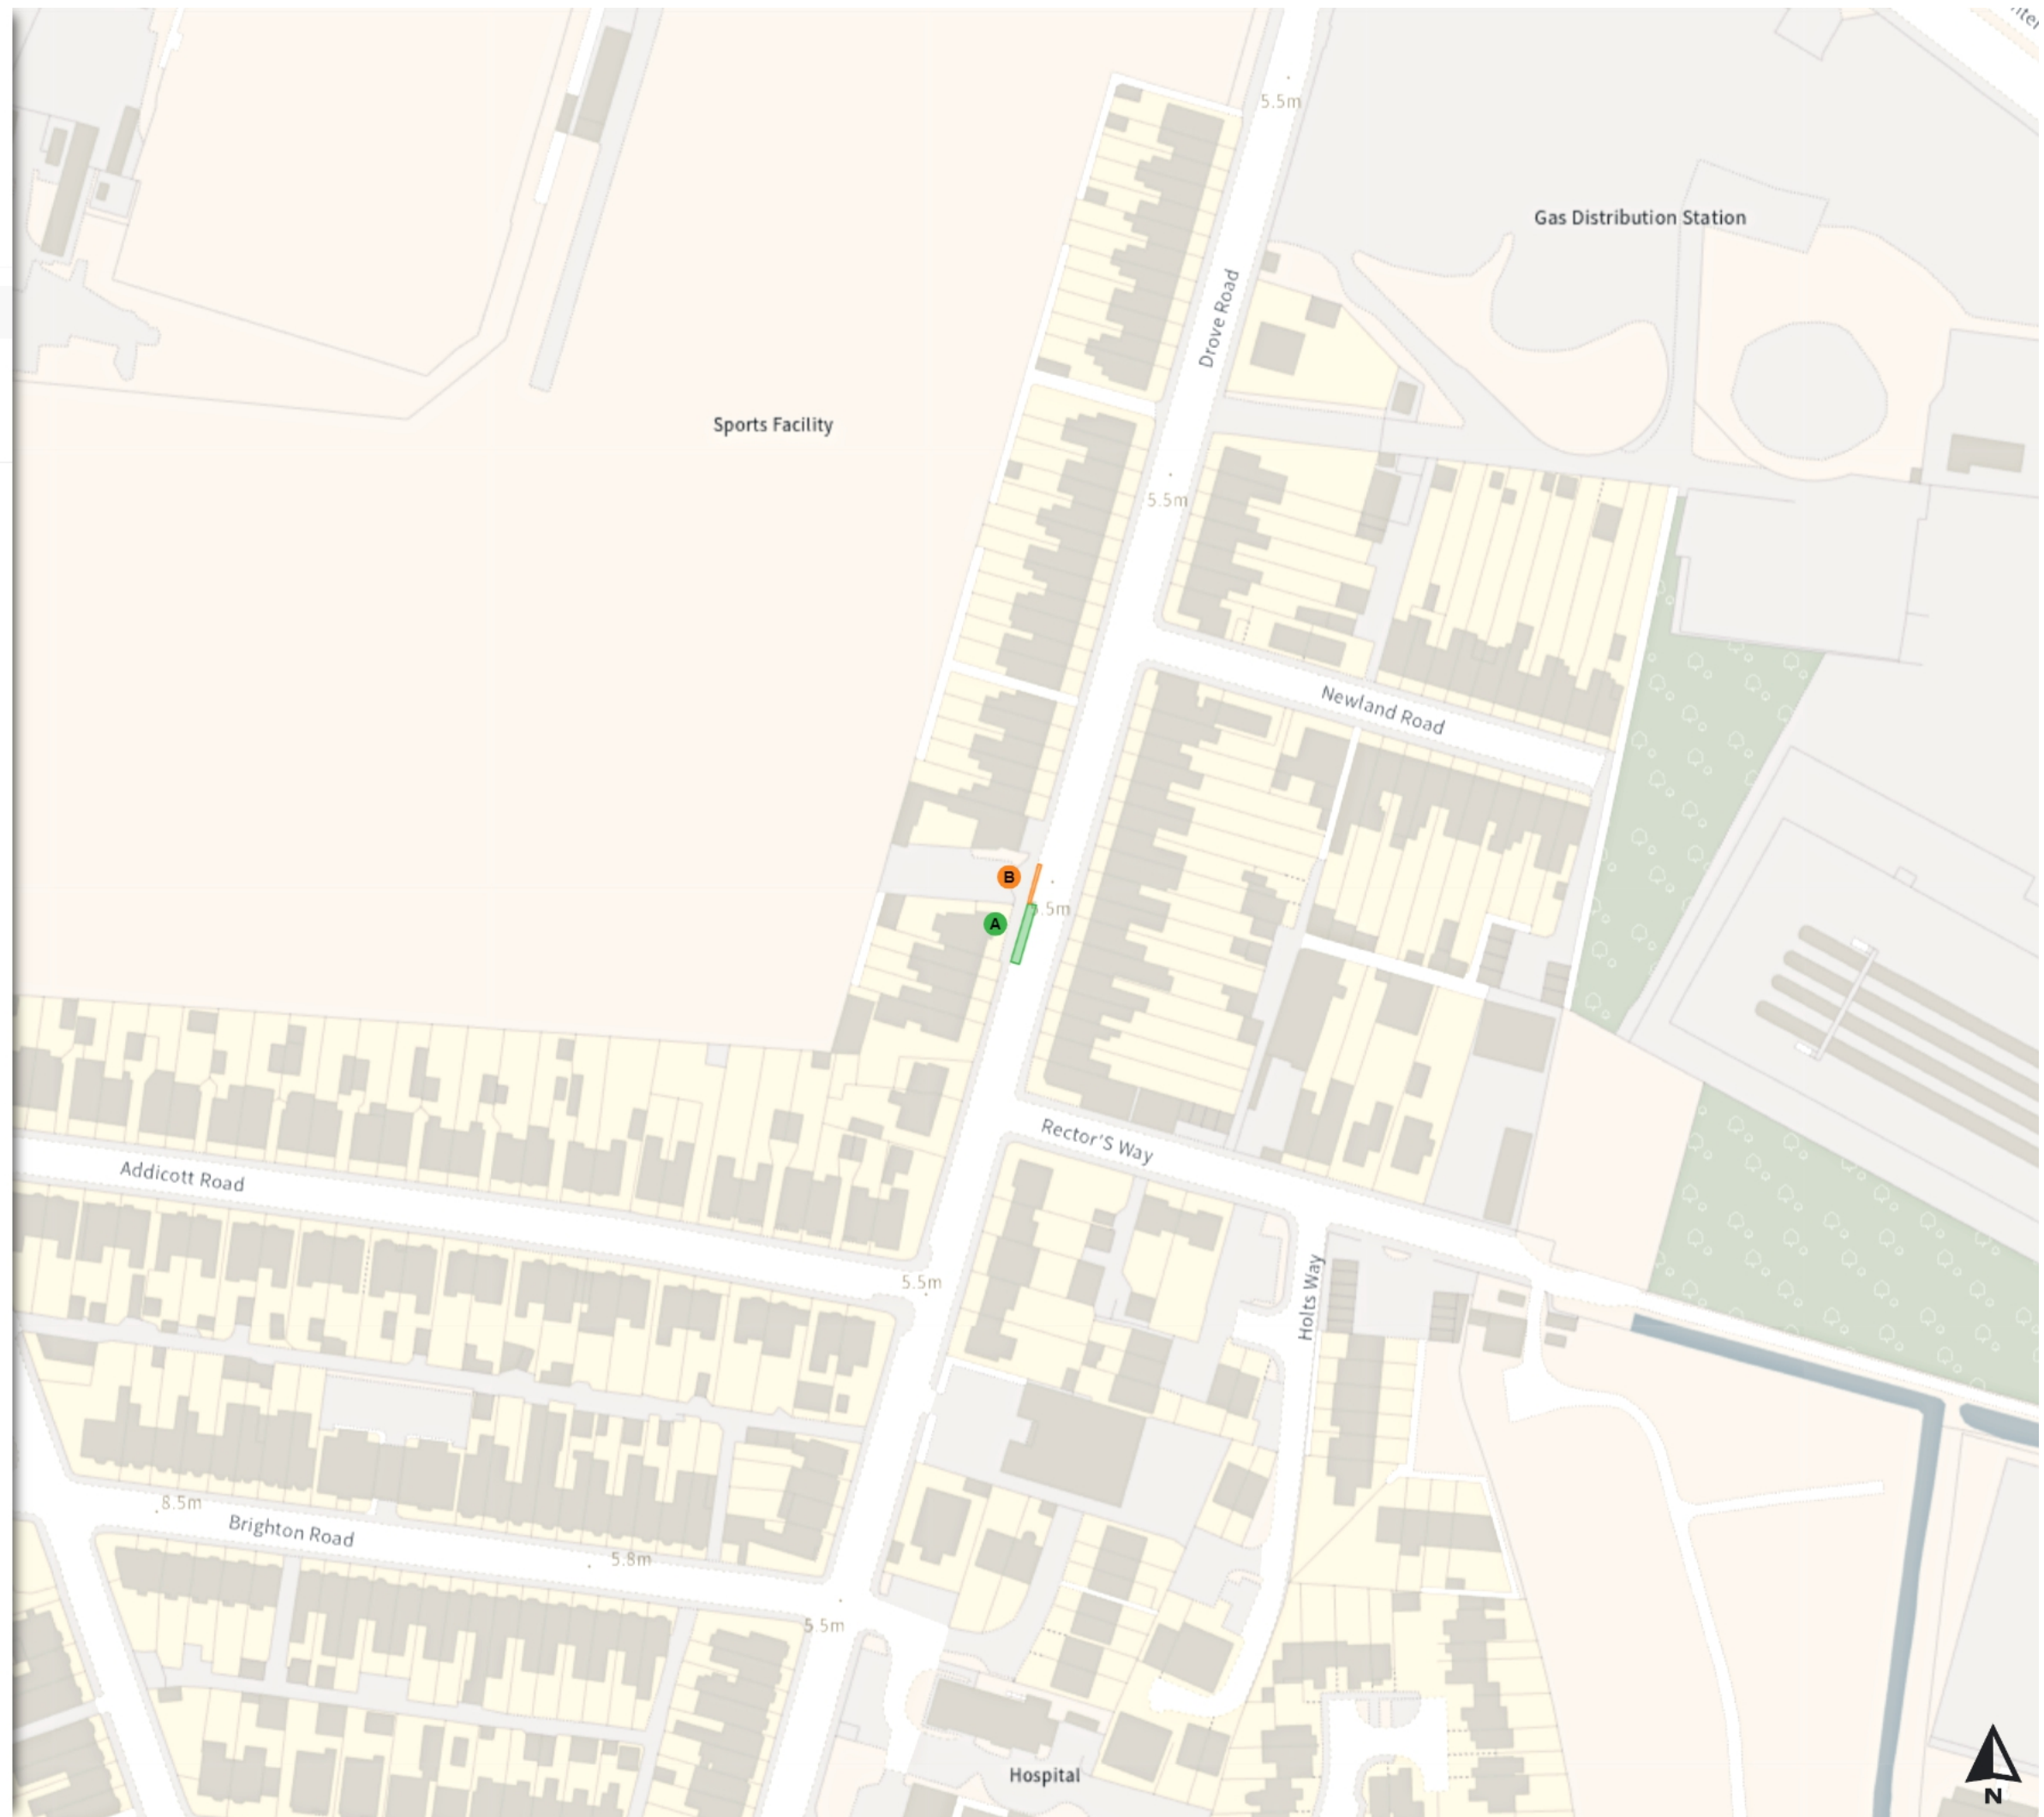 5.5m
Gas Distribution Station
Drove Road
Sports Facility
5.5m
Newland Road
B
A
.5m
Rector'S Way
Addicott Road
Holts Way
5.5m
8.5m
Brighton Road
5.8m
5.5m
Hospital
N